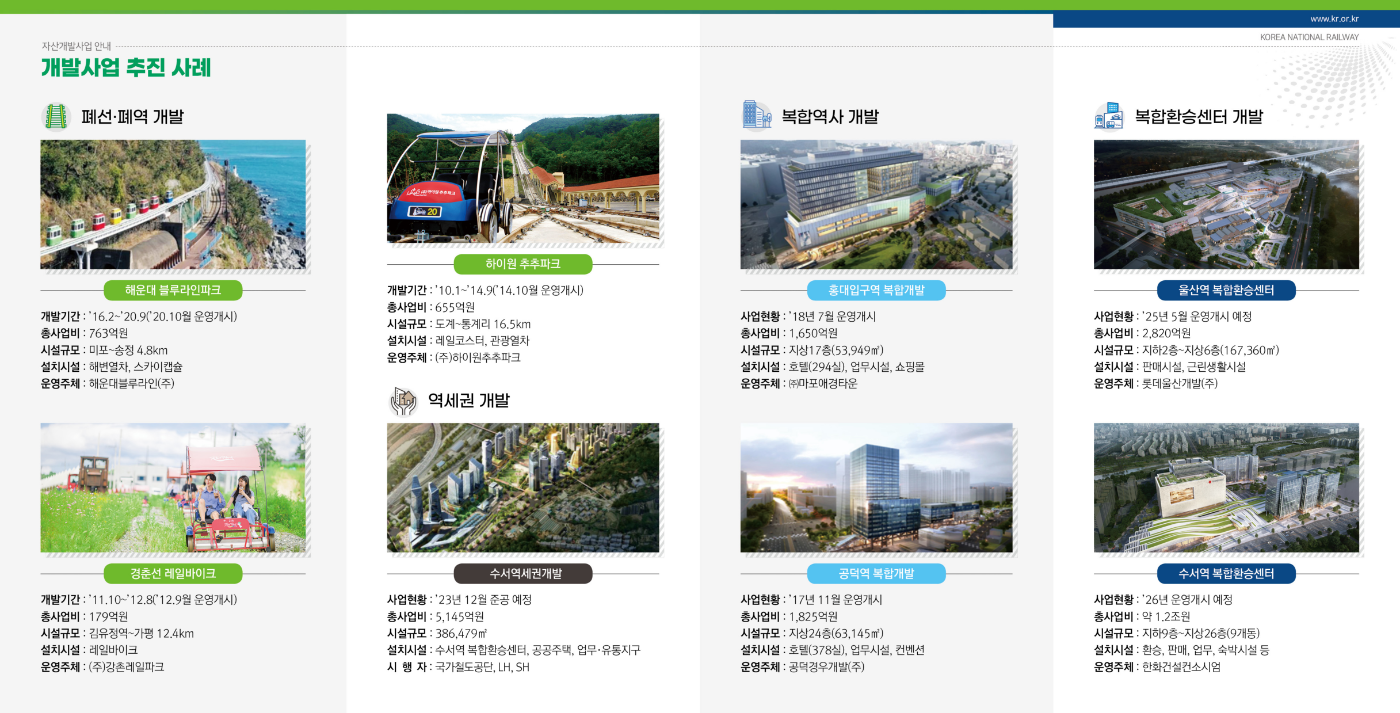 www.kr.or.kr
KOREA NATIONAL RAILWAY
자산개발사업 안내
개발사업 추진 사례
폐선·폐역 개발
해운대 블루라인파크
개발기간 : ’16.2~’20.9(’20.10월 운영개시)
총사업비 : 763억원
시설규모 : 미포~송정 4.8km
설치시설 : 해변열차, 스카이캡슐
운영주체 : 해운대블루라인(주)
경춘선 레일바이크
개발기간 : ’11.10~’12.8(’12.9월 운영개시)
총사업비 : 179억원
시설규모 : 김유정역~가평 12.4km
설치시설 : 레일바이크
운영주체 : (주)강촌레일파크
20
하이원 추추파크
개발기간 : ’10.1~’14.9(’14.10월 운영개시)
총사업비 : 655억원
시설규모 : 도계~통계리 16.5km
설치시설 : 레일코스터, 관광열차
운영주체 : (주)하이원추추파크
역세권 개발
수서역세권개발
사업현황 : ’23년 12월 준공 예정
총사업비 : 5,145억원
시설규모 : 386,479㎡
설치시설 : 수서역 복합환승센터, 공공주택, 업무·유통지구
시 행 자 : 국가철도공단, LH, SH
복합역사 개발
홍대입구역 복합개발
사업현황 : ’18년 7월 운영개시
총사업비 : 1,650억원
시설규모 : 지상17층(53,949㎡)
설치시설 : 호텔(294실), 업무시설, 쇼핑몰
운영주체 : ㈜마포애경타운
공덕역 복합개발
사업현황 : ’17년 11월 운영개시
총사업비 : 1,825억원
시설규모 : 지상24층(63,145㎡)
설치시설 : 호텔(378실), 업무시설, 컨벤션
운영주체 : 공덕경우개발(주)
복합환승센터 개발
울산역 복합환승센터
사업현황 : ’25년 5월 운영개시 예정
총사업비 : 2,820억원
시설규모 : 지하2층~지상6층(167,360㎡)
설치시설 : 판매시설, 근린생활시설
운영주체 : 롯데울산개발(주)
수서역 복합환승센터
사업현황 : ’26년 운영개시 예정
총사업비 : 약 1.2조원
시설규모 : 지하9층~지상26층(9개동)
설치시설 : 환승, 판매, 업무, 숙박시설 등
운영주체 : 한화건설컨소시엄